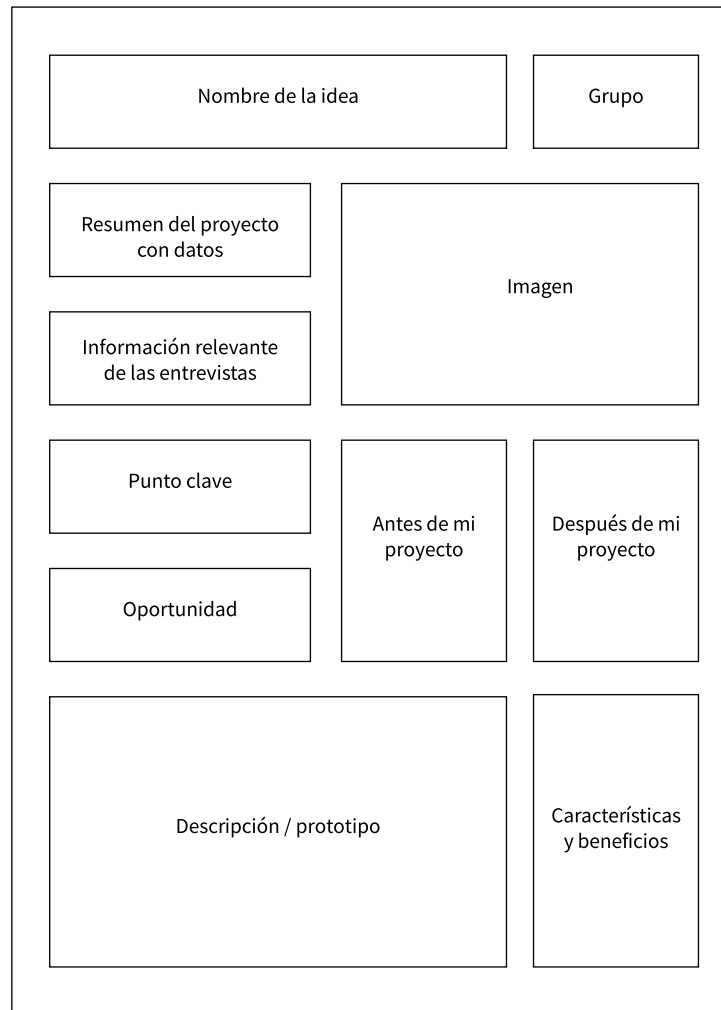 Nombre de la idea
Grupo
Resumen del proyecto
con datos
Imagen
Información relevante
de las entrevistas
Punto clave
Antes de mi
proyecto
Después de mi
proyecto
Oportunidad
Descripción / prototipo
Características
y beneficios